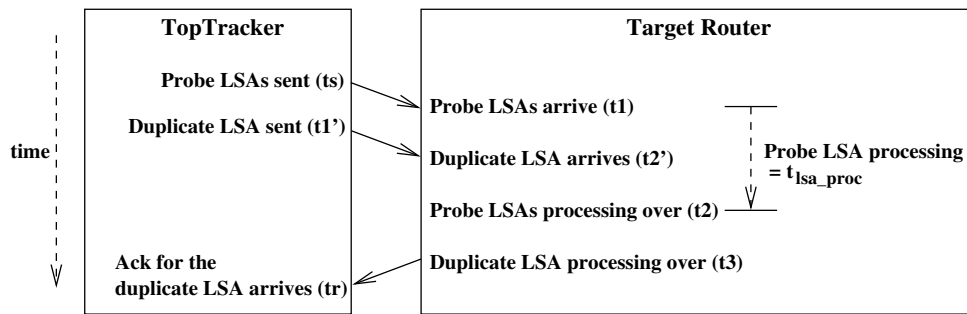 TopTracker
Target Router
Probe LSAs sent (ts)
Probe LSAs arrive (t1)
Duplicate LSA sent (t1')
time
Duplicate LSA arrives (t2')
Probe LSA processing
= t lsa_proc
Probe LSAs processing over (t2)
Ack for the
duplicate LSA arrives (tr)
Duplicate LSA processing over (t3)